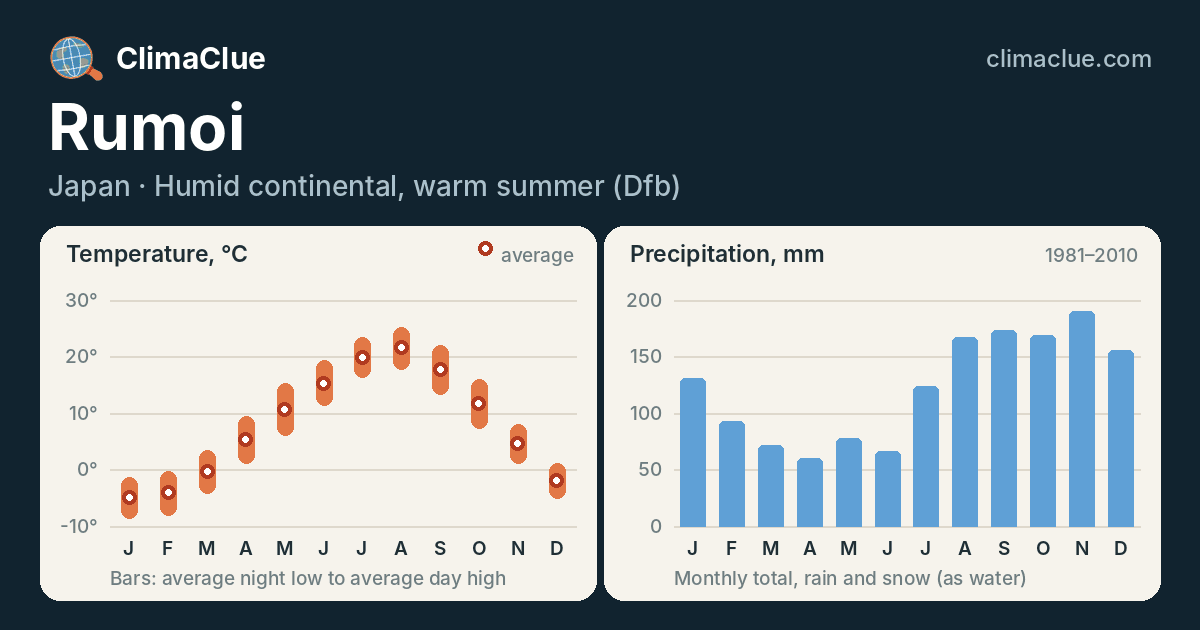 ClimaClue
climaclue.com
Rumoi
Japan · Humid continental, warm summer (Dfb)
Temperature, °C
average
30°
20°
10°
0°
-10°
J F M A M J J A S O N D
Bars: average night low to average day high
Precipitation, mm
1981–2010
200
150
100
50
0
J F M A M J J A S O N D
Monthly total, rain and snow (as water)